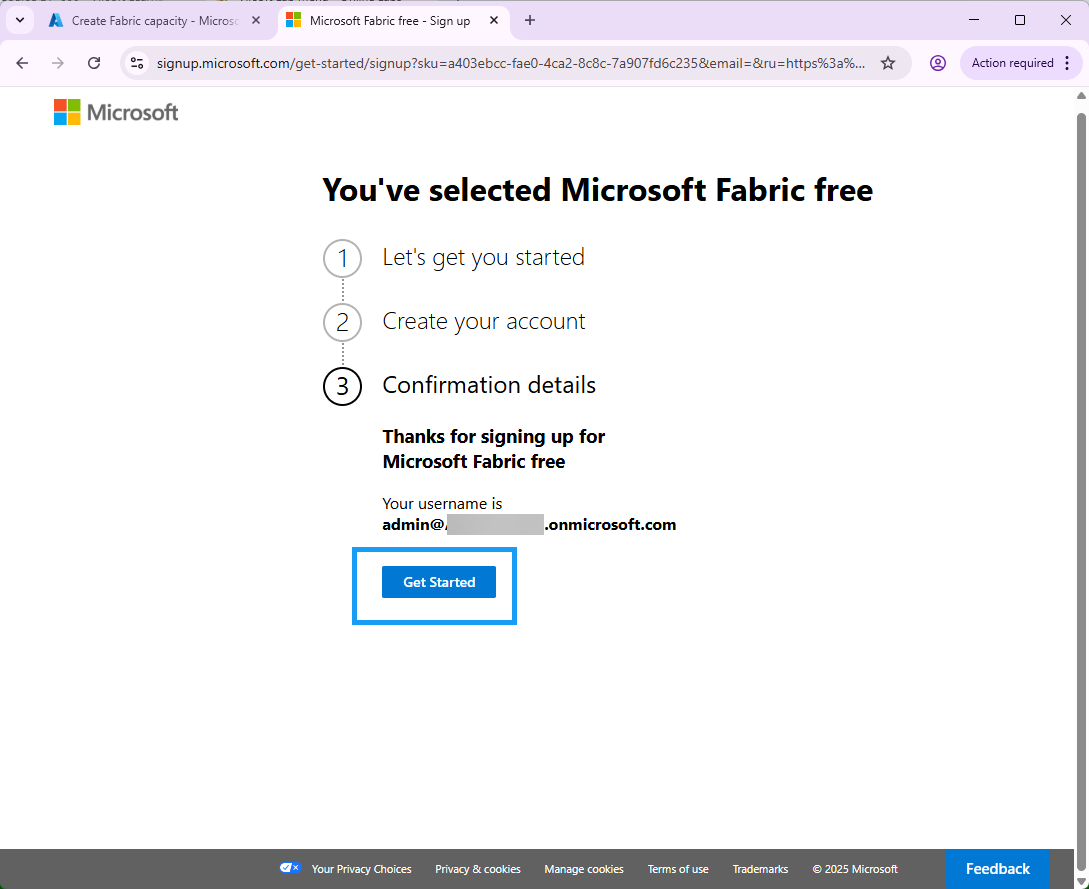 Create Fabric capacity - Micros
Microsoft Fabric free - Sign up
signup.microsoft.com/get-started/signup?sku=a403ebcc-fae0-4ca2-8c8c-7a907fd6c235&email=&ru=https%3a%...
Action required
Microsoft
You've selected Microsoft Fabric free
1 Let's get you started
2 Create your account
3 Confirmation details
Thanks for signing up for
Microsoft Fabric free
Your username is
admin@ .onmicrosoft.com
Get Started
Your Privacy Choices Privacy & cookies Manage cookies Terms of use Trademarks © 2025 Microsoft Feedback